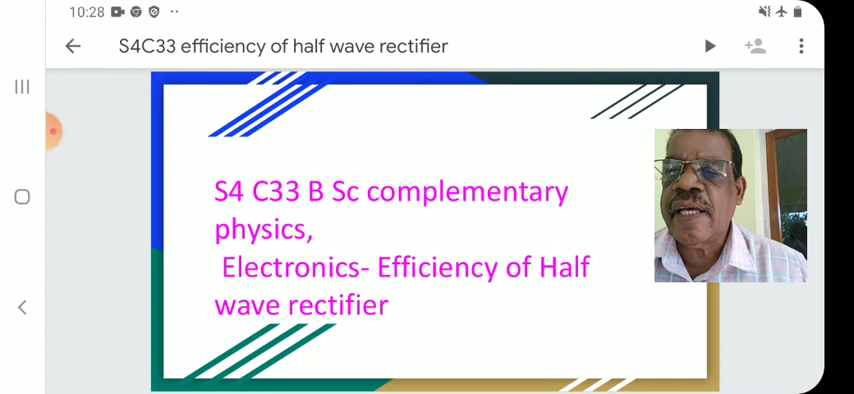 10:28
S4C33 efficiency of half wave rectifier
S4 C33 B Sc complementary
physics,
Electronics- Efficiency of Half
wave rectifier